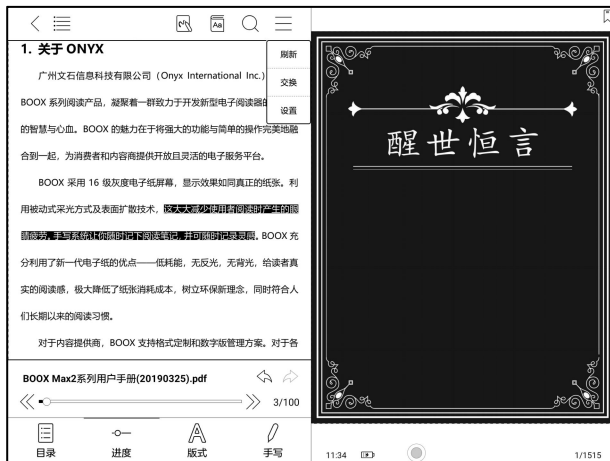 Aa
1. 关于 ONYX
广州文石信息科技有限公司（Onyx International Inc.）
BOOX 系列阅读产品，凝聚着一群致力于开发新型电子阅读器的
的智慧与心血。BOOX 的魅力在于将强大的功能与简单的操作完美地融
合到一起，为消费者和内容商提供开放且灵活的电子服务平台。
BOOX 采用 16 级灰度电子纸屏幕，显示效果如同真正的纸张。利
用被动式采光方式及表面扩散技术，这大大减少使用者阅读时产生的眼
睛疲劳。手写系统让你随时记下阅读笔记，并可随时记录灵感。BOOX 充
分利用了新一代电子纸的优点——低耗能，无反光，无背光，给读者真
实的阅读感，极大降低了纸张消耗成本，树立环保新理念，同时符合人
们长期以来的阅读习惯。
对于内容提供商，BOOX 支持格式定制和数字版管理方案。对于各
刷新
交换
设置
BOOX Max2系列用户手册(20190325).pdf
3/100
目录
进度
版式
手写
醒世恒言
11:34
1/1515